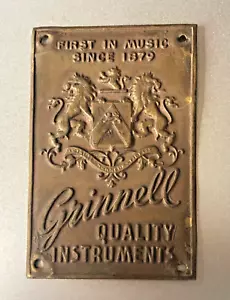 FIRST IN MUSIC
SINCE 1879
Grinnell
QUALITY
INSTRUMENTS